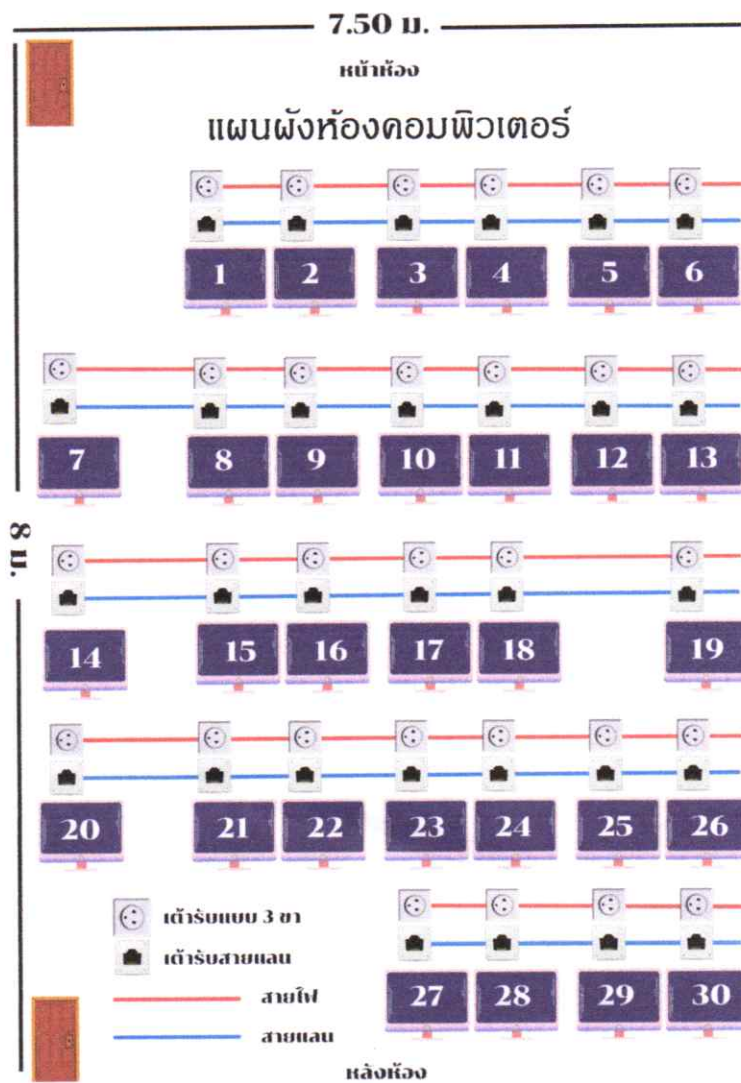 7.50 ม.
หน้าห้อง
แผนผังห้องคอมพิวเตอร์
1 2 3 4 5 6
7 8 9 10 11 12 13
8 ม.
14 15 16 17 18 19
20 21 22 23 24 25 26
เต้ารับแบบ 3 ขา
เต้ารับสายแลน
27 28 29 30
สายไฟ
สายแลน
หลังห้อง